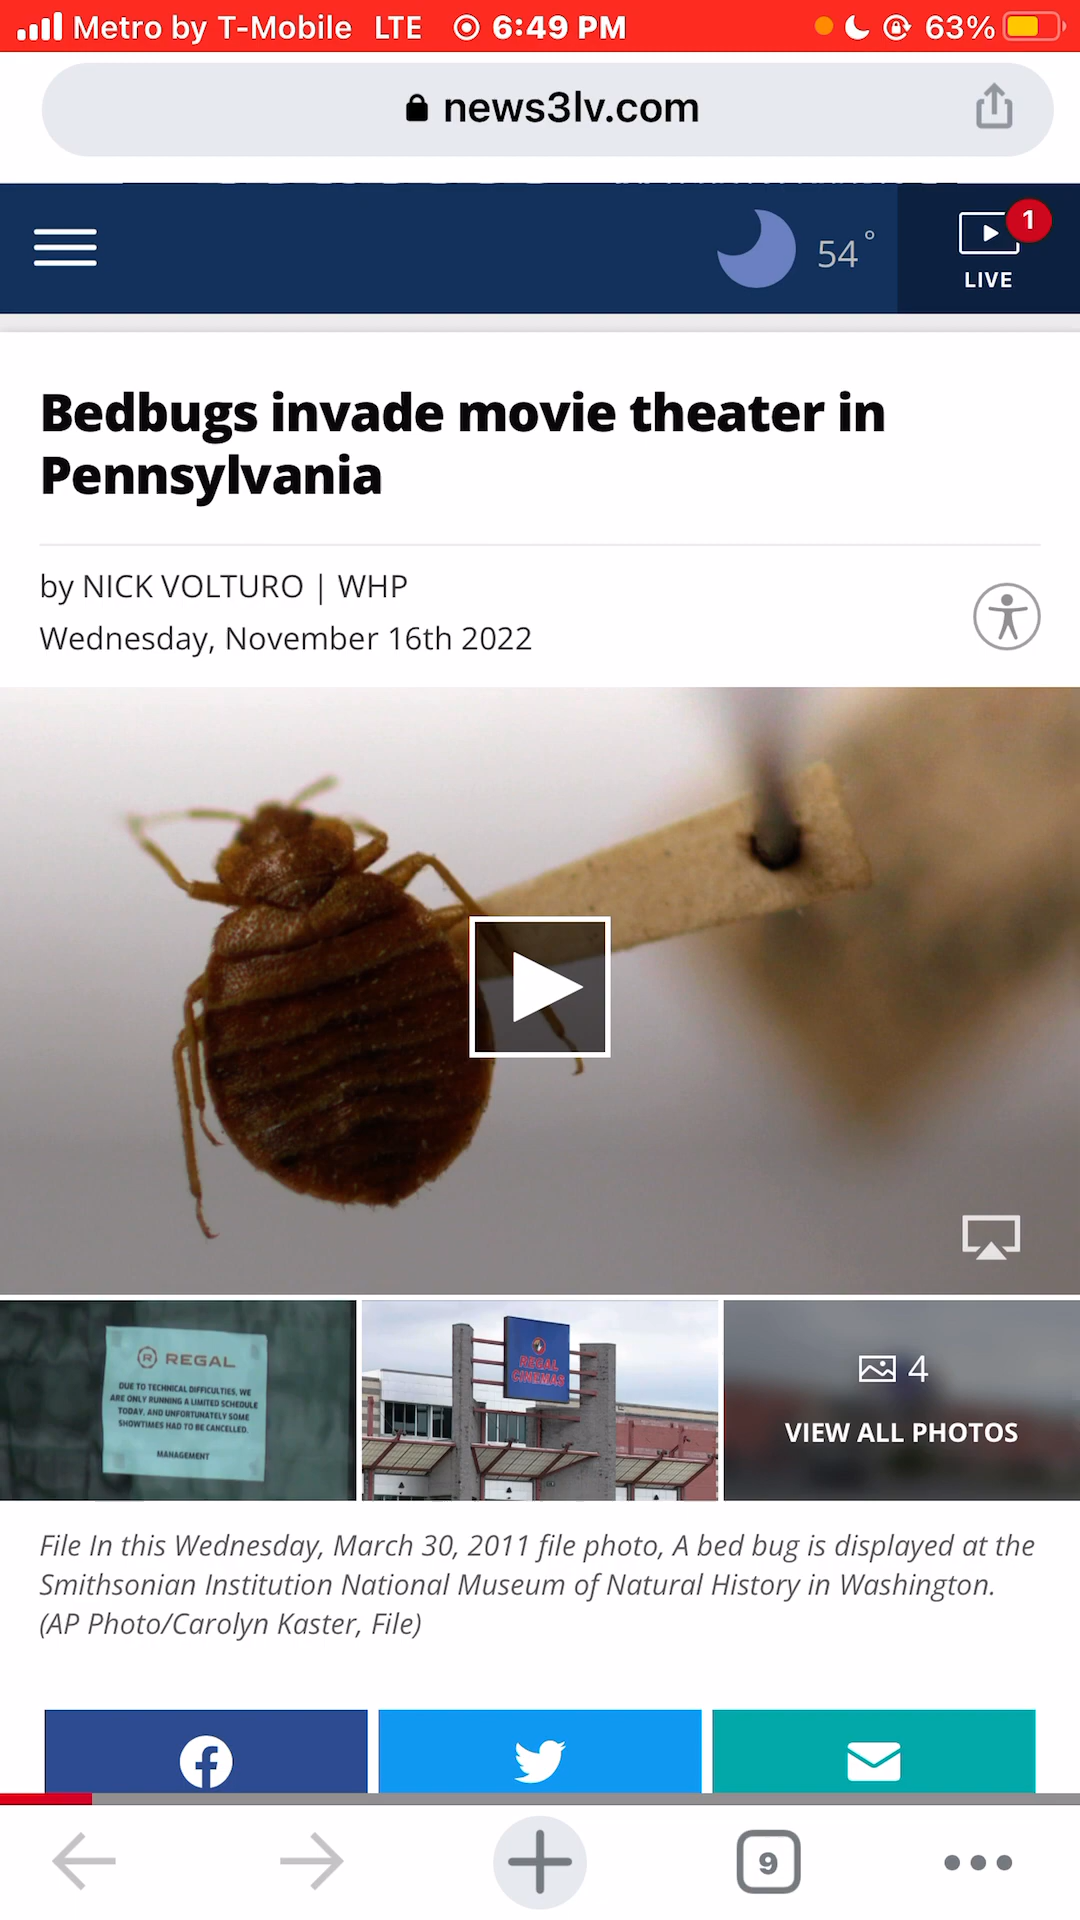 Metro by T-Mobile LTE 6:49 PM 63%
news3lv.com
54°
1
LIVE
Bedbugs invade movie theater in
Pennsylvania
by NICK VOLTURO | WHP
Wednesday, November 16th 2022
REGAL
DUE TO TECHNICAL DIFFICULTIES, WE
ARE ONLY RUNNING A LIMITED SCHEDULE
TODAY, AND UNFORTUNATELY SOME
SHOWTIMES HAD TO BE CANCELLED.
MANAGEMENT
REGAL
CINEMAS
4
VIEW ALL PHOTOS
File In this Wednesday, March 30, 2011 file photo, A bed bug is displayed at the
Smithsonian Institution National Museum of Natural History in Washington.
(AP Photo/Carolyn Kaster, File)
9